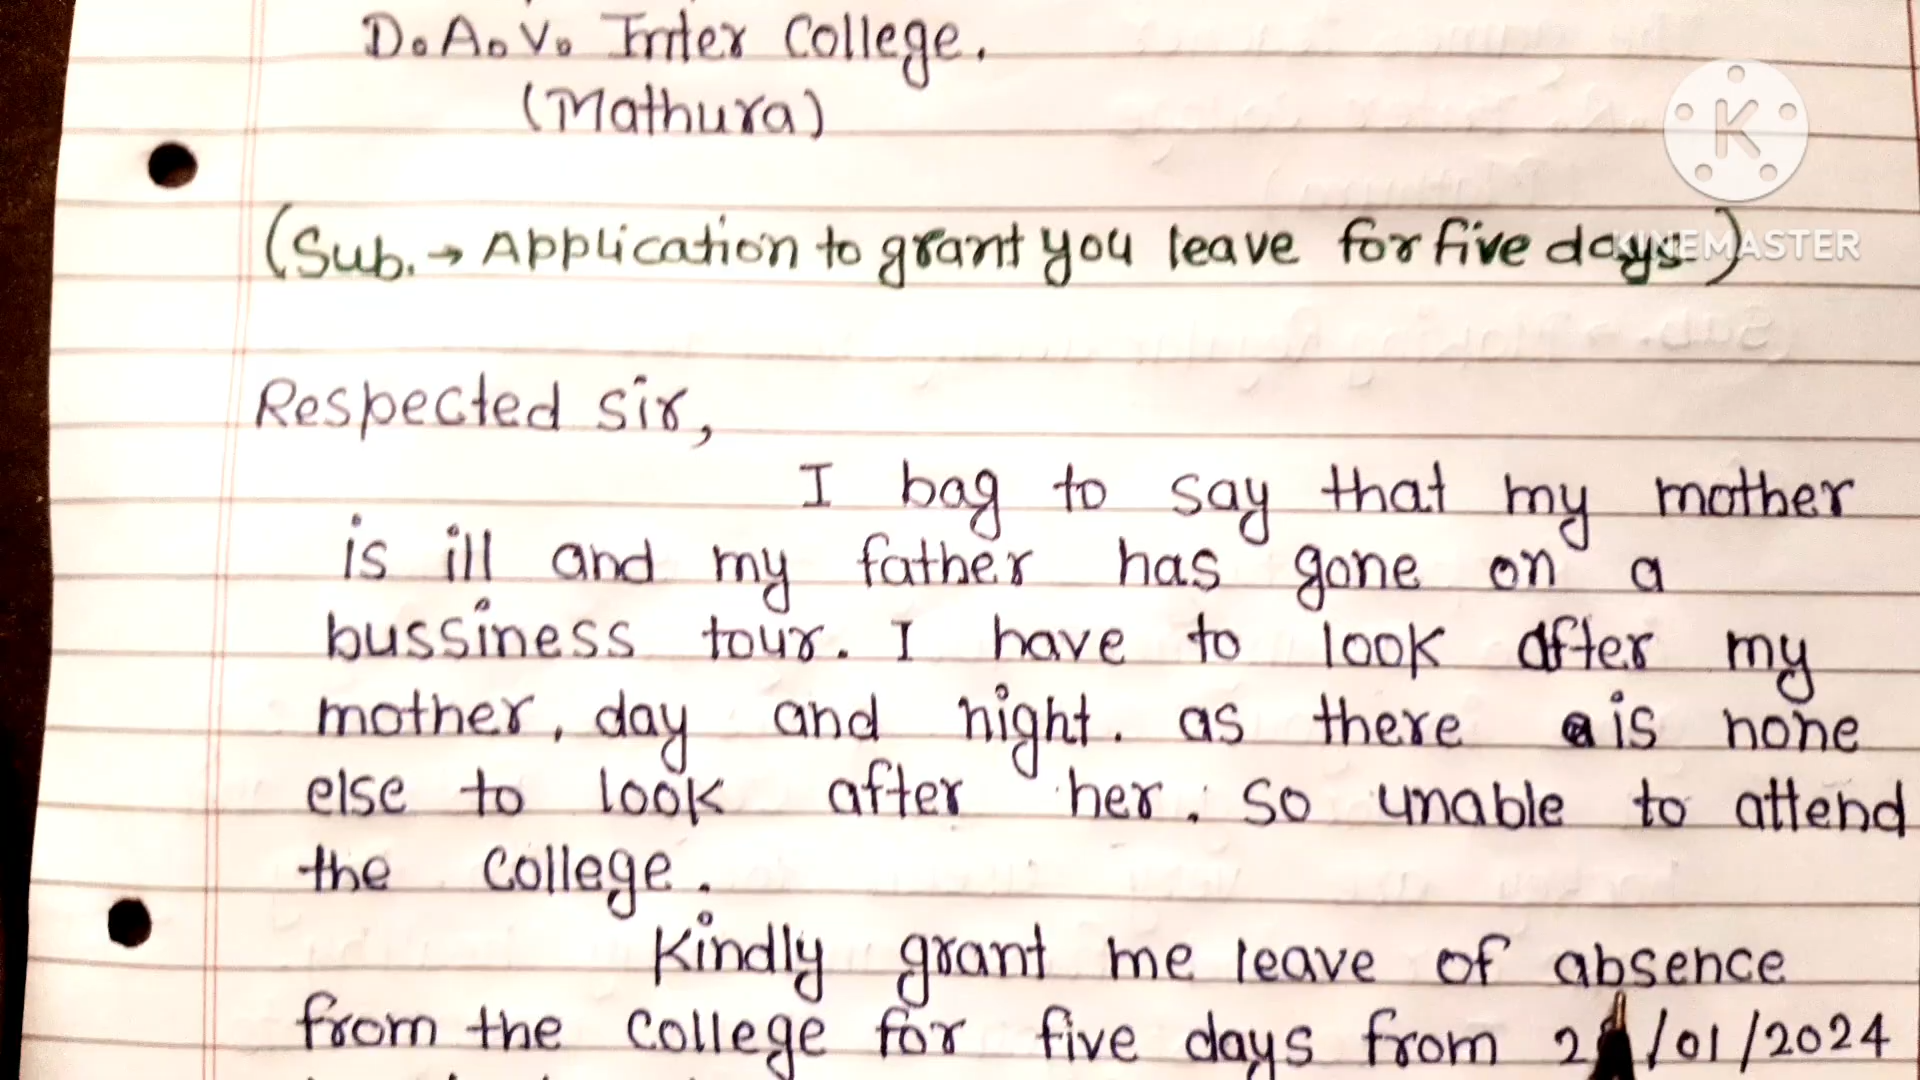 D.A.V. Inter College.
(Mathura)
K
(Sub. → Application to grant you leave for five days)
KINEMASTER
Respected sir,
I bag to say that my mother
is ill and my father has gone on a
bussiness tour. I have to look after my
mother, day and night. as there is none
else to look after her. So unable to attend
the college.
Kindly grant me leave of absence
from the college for five days from /01/2024